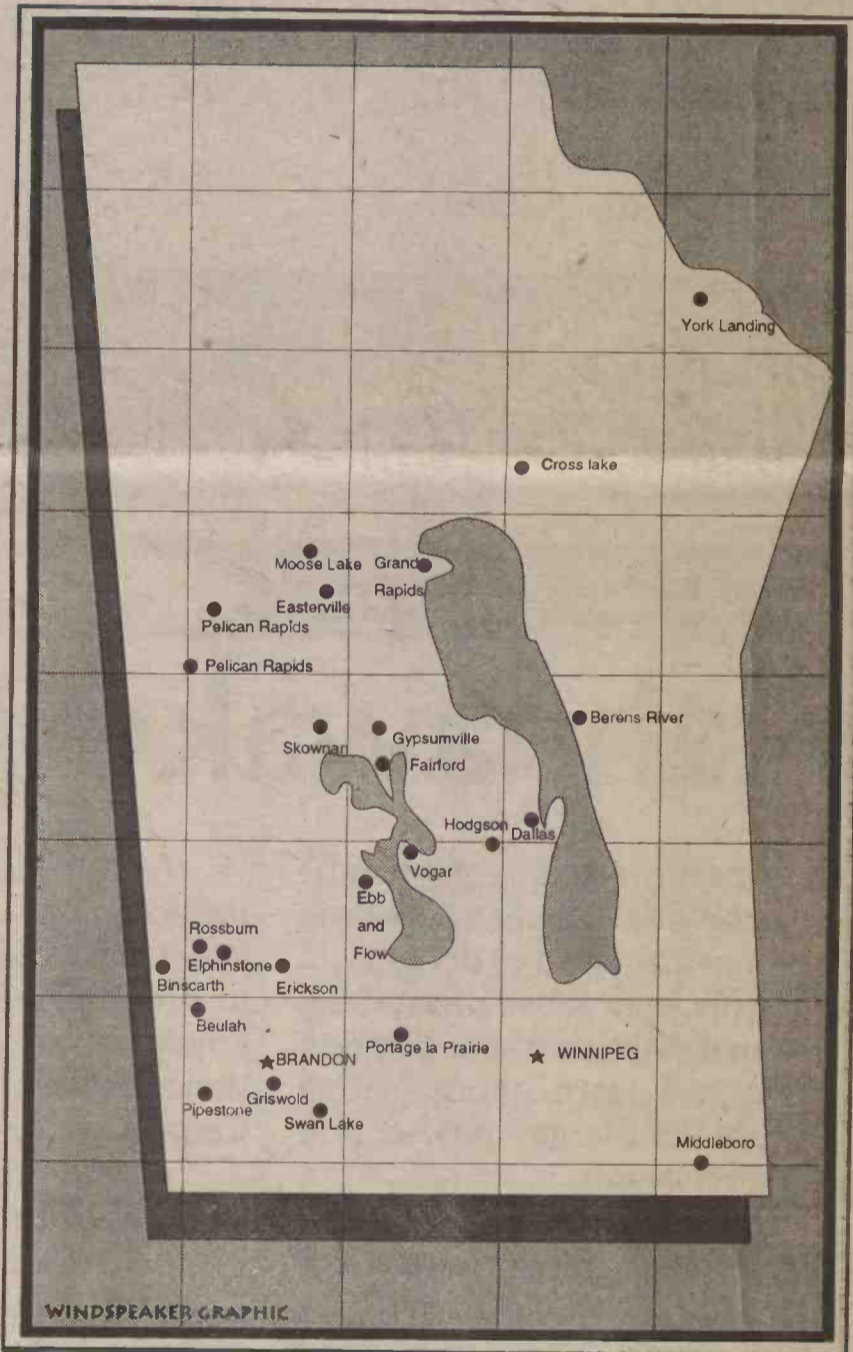 York Landing
Cross lake
Moose Lake
Grand
Rapids
Easterville
Pelican Rapids
Pelican Rapids
Berens River
Skownan
Gypsumville
Fairford
Hodgson
Dallas
Vogar
Ebb
and
Flow
Rossburn
Elphinstone
Binscarth
Erickson
Beulah
Portage la Prairie
BRANDON
WINNIPEG
Griswold
Pipestone
Swan Lake
Middleboro
WINDSPEAKER GRAPHIC